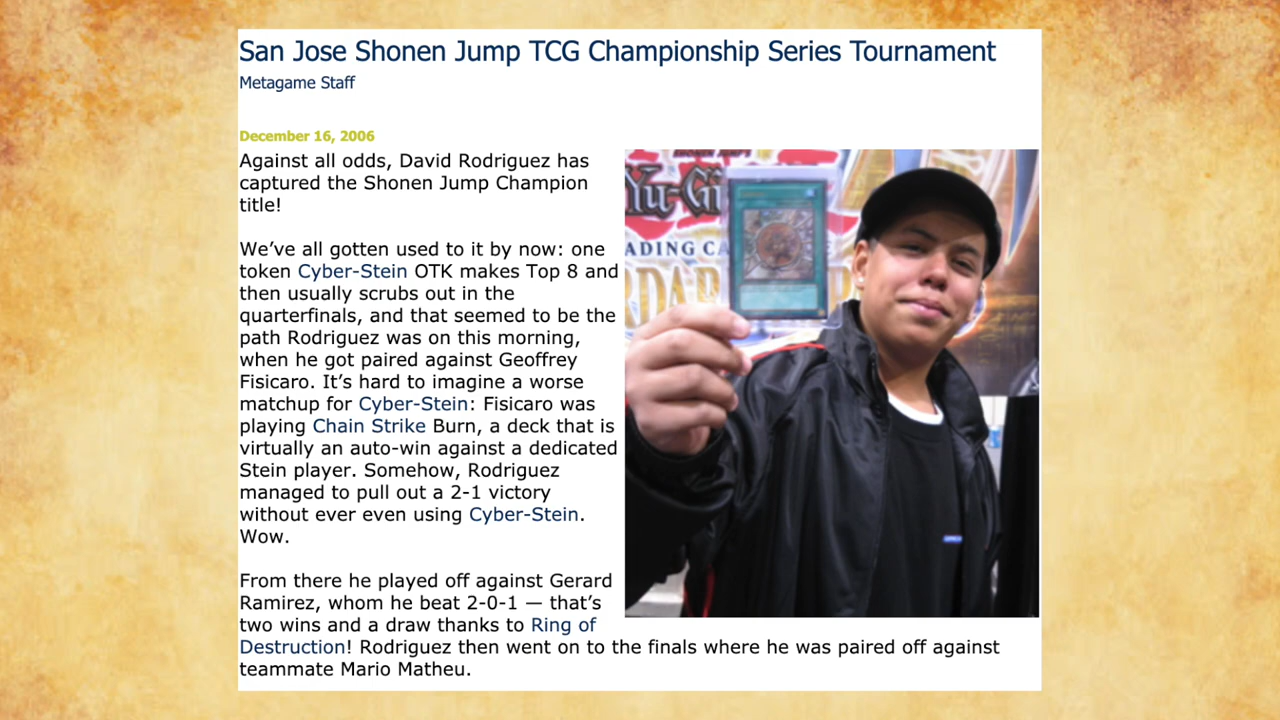 San Jose Shonen Jump TCG Championship Series Tournament
Metagame Staff
December 16, 2006
Against all odds, David Rodriguez has
captured the Shonen Jump Champion
title!
We've all gotten used to it by now: one
token Cyber-Stein OTK makes Top 8 and
then usually scrubs out in the
quarterfinals, and that seemed to be the
path Rodriguez was on this morning,
when he got paired against Geoffrey
Fisicaro. It's hard to imagine a worse
matchup for Cyber-Stein: Fisicaro was
playing Chain Strike Burn, a deck that is
virtually an auto-win against a dedicated
Stein player. Somehow, Rodriguez
managed to pull out a 2-1 victory
without ever even using Cyber-Stein.
Wow.
From there he played off against Gerard
Ramirez, whom he beat 2-0-1 — that's
two wins and a draw thanks to Ring of
Destruction! Rodriguez then went on to the finals where he was paired off against
teammate Mario Matheu.
SHONEN JUMP'S
Yu-Gi
ADING CA